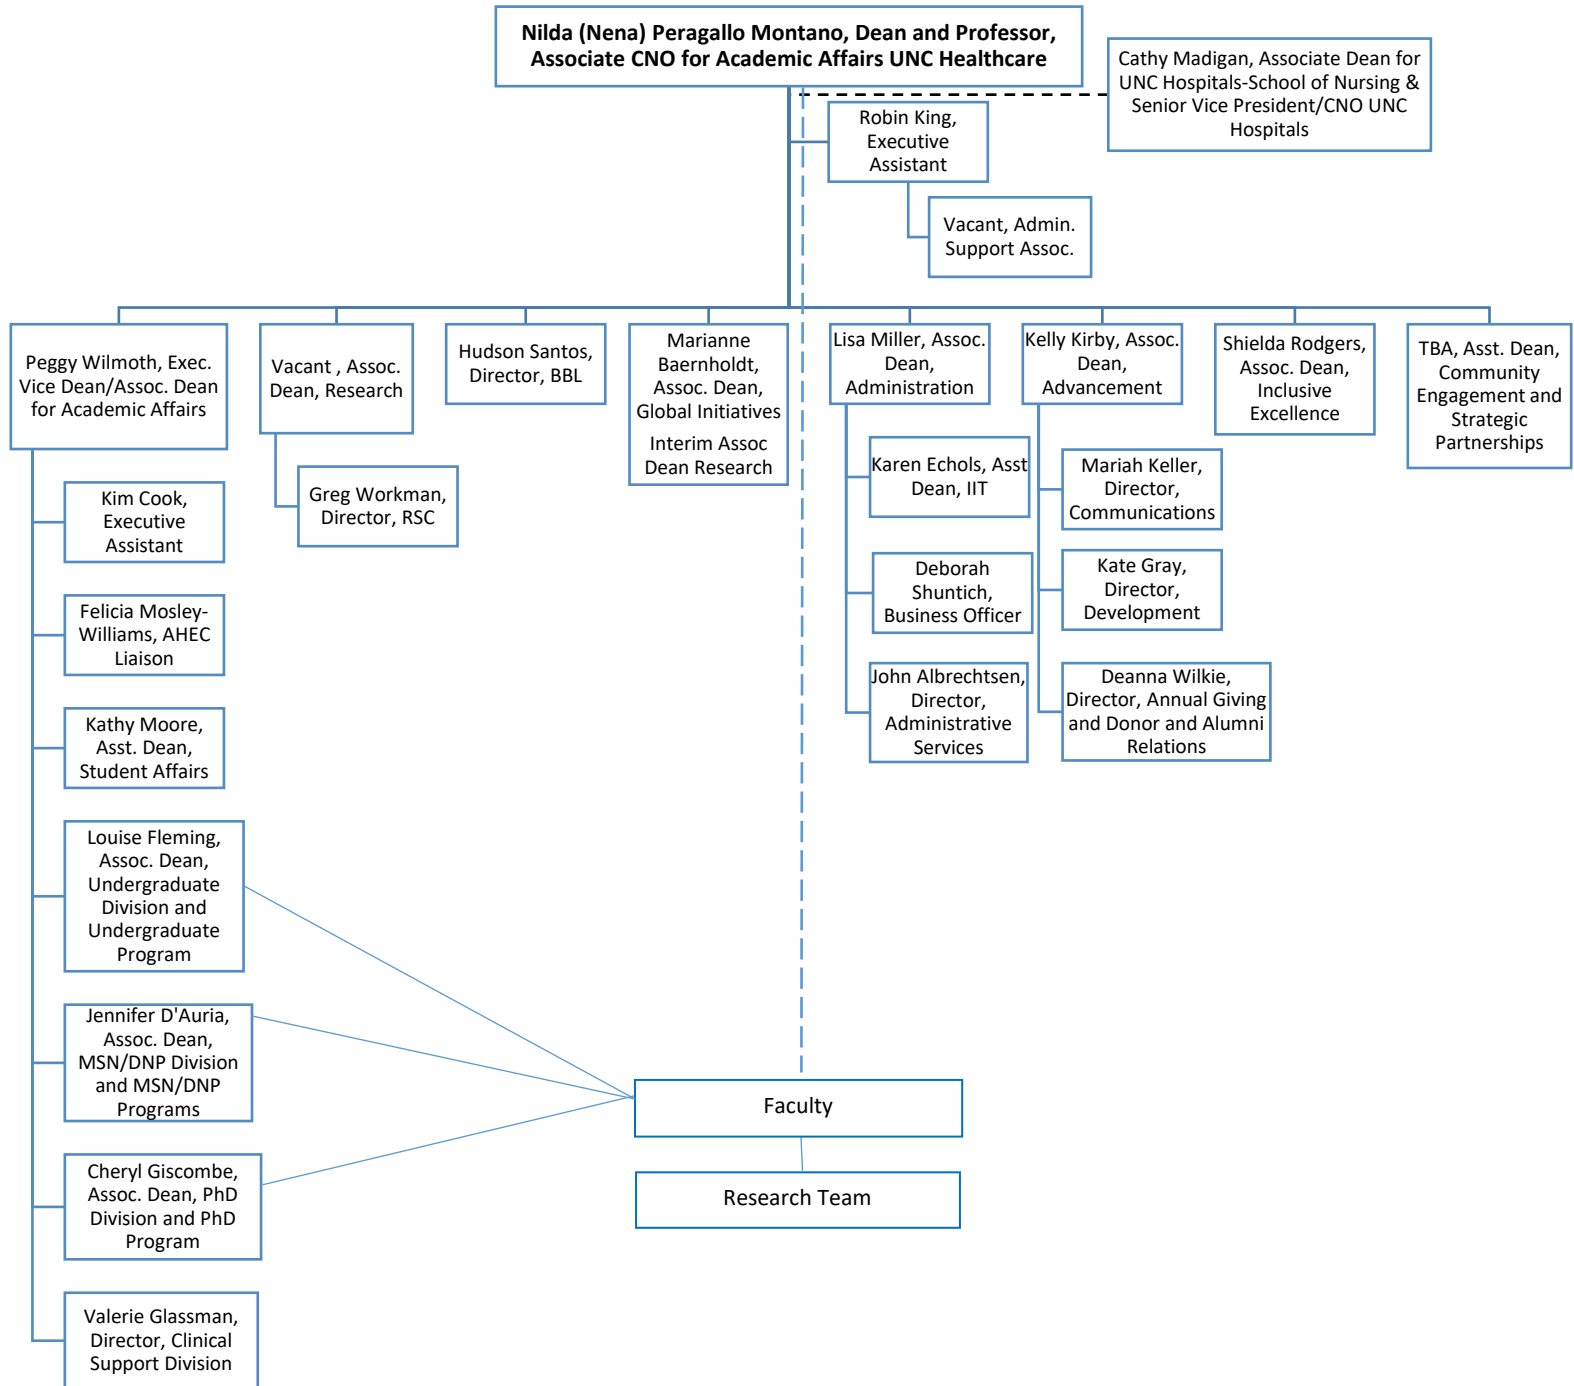 Nilda (Nena) Peragallo Montano, Dean and Professor,
Associate CNO for Academic Affairs UNC Healthcare
Cathy Madigan, Associate Dean for
UNC Hospitals-School of Nursing &
Senior Vice President/CNO UNC
Hospitals
Robin King,
Executive
Assistant
Vacant, Admin.
Support Assoc.
Peggy Wilmoth, Exec.
Vice Dean/Assoc. Dean
for Academic Affairs
Vacant , Assoc.
Dean, Research
Hudson Santos,
Director, BBL
Marianne
Baernholdt,
Assoc. Dean,
Global Initiatives
Interim Assoc
Dean Research
Lisa Miller, Assoc.
Dean,
Administration
Kelly Kirby, Assoc.
Dean,
Advancement
Shielda Rodgers,
Assoc. Dean,
Inclusive
Excellence
TBA, Asst. Dean,
Community
Engagement and
Strategic
Partnerships
Kim Cook,
Executive
Assistant
Felicia Mosley-
Williams, AHEC
Liaison
Kathy Moore,
Asst. Dean,
Student Affairs
Louise Fleming,
Assoc. Dean,
Undergraduate
Division and
Undergraduate
Program
Jennifer D'Auria,
Assoc. Dean,
MSN/DNP Division
and MSN/DNP
Programs
Cheryl Giscombe,
Assoc. Dean, PhD
Division and PhD
Program
Valerie Glassman,
Director, Clinical
Support Division
Greg Workman,
Director, RSC
Karen Echols, Asst
Dean, IIT
Deborah
Shuntich,
Business Officer
John Albrechtsen,
Director,
Administrative
Services
Mariah Keller,
Director,
Communications
Kate Gray,
Director,
Development
Deanna Wilkie,
Director, Annual Giving
and Donor and Alumni
Relations
Faculty
Research Team